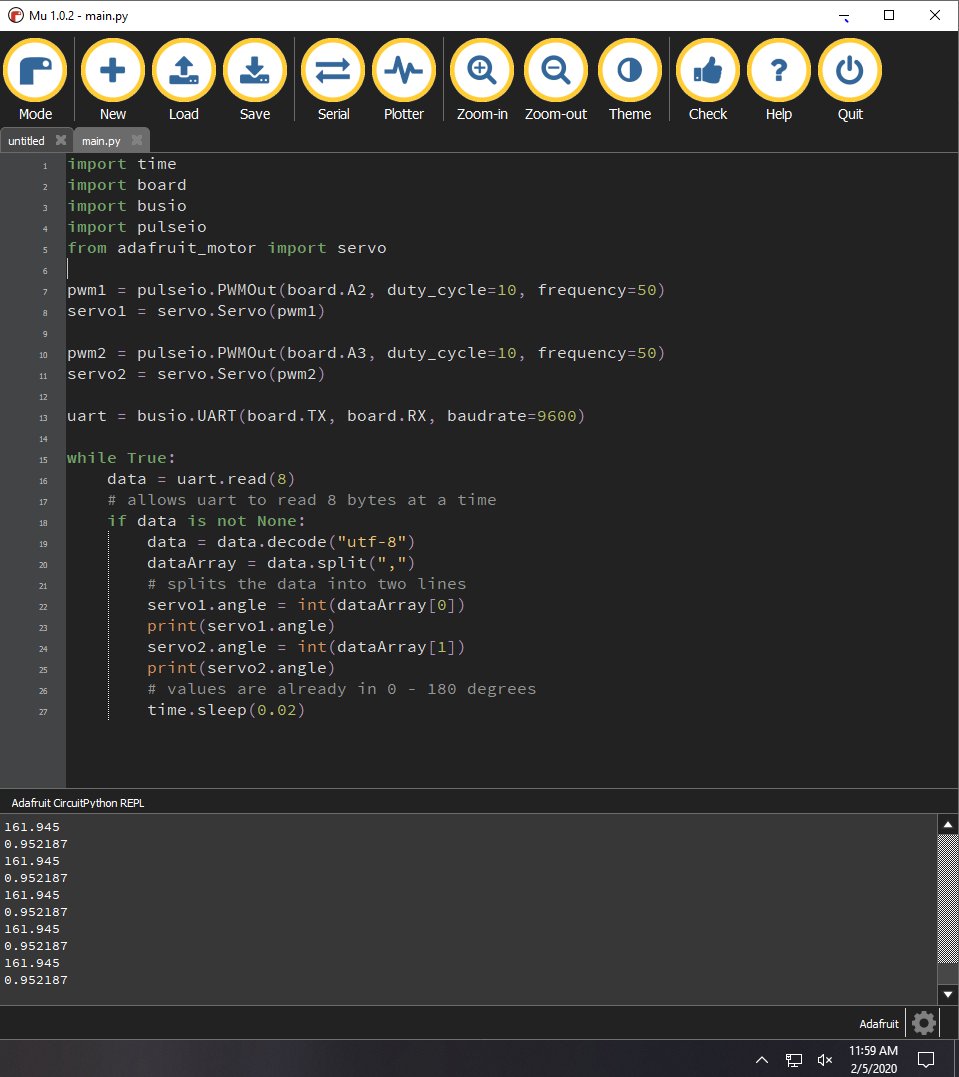 Mu 1.0.2 - main.py
Mode New Load Save Serial Plotter Zoom-in Zoom-out Theme Check Help Quit
untitled main.py
1 import time
2 import board
3 import busio
4 import pulseio
5 from adafruit_motor import servo
6
7 pwm1 = pulseio.PWMOut(board.A2, duty_cycle=10, frequency=50)
8 servo1 = servo.Servo(pwm1)
9
10 pwm2 = pulseio.PWMOut(board.A3, duty_cycle=10, frequency=50)
11 servo2 = servo.Servo(pwm2)
12
13 uart = busio.UART(board.TX, board.RX, baudrate=9600)
14
15 while True:
16     data = uart.read(8)
17     # allows uart to read 8 bytes at a time
18     if data is not None:
19         data = data.decode("utf-8")
20         dataArray = data.split(",")
21         # splits the data into two lines
22         servo1.angle = int(dataArray[0])
23         print(servo1.angle)
24         servo2.angle = int(dataArray[1])
25         print(servo2.angle)
26         # values are already in 0 - 180 degrees
27         time.sleep(0.02)
Adafruit CircuitPython REPL
161.945
0.952187
161.945
0.952187
161.945
0.952187
161.945
0.952187
161.945
0.952187
Adafruit
11:59 AM
2/5/2020